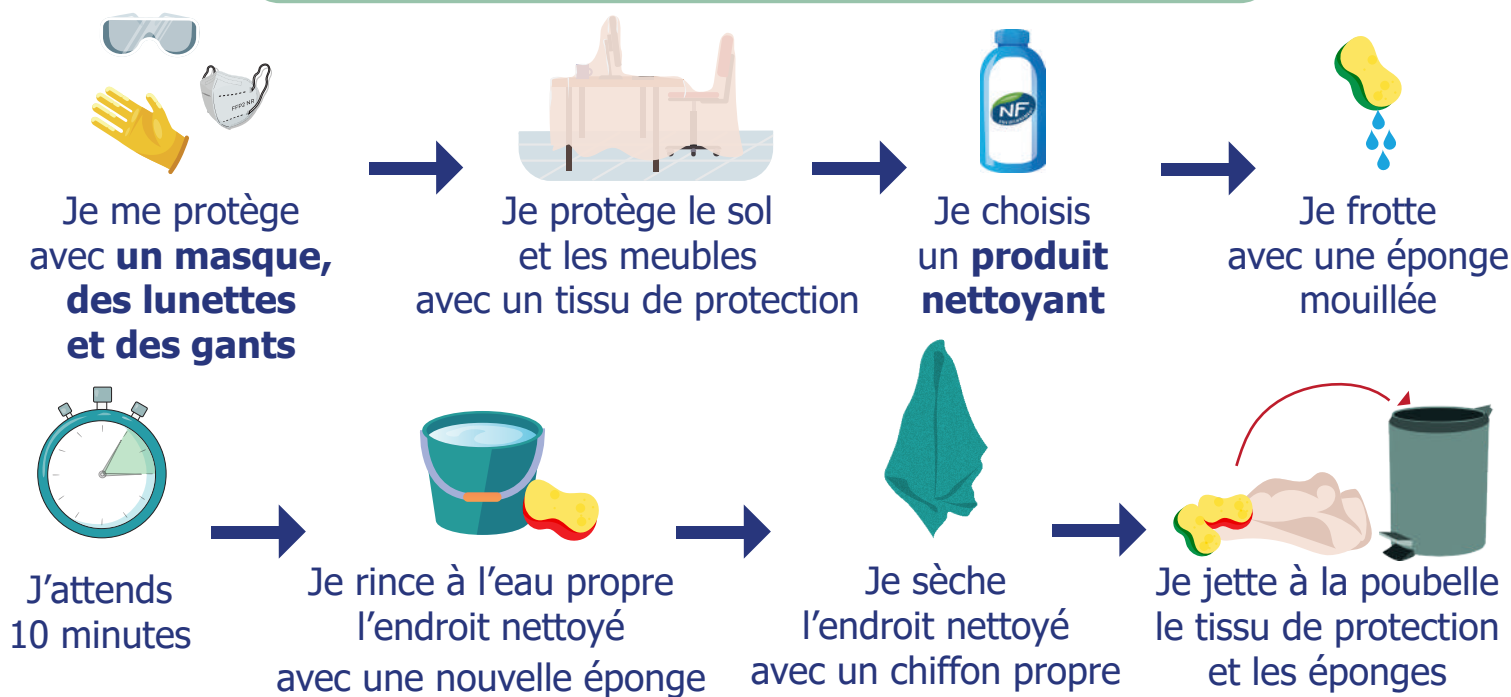 FFP2 NR
NF
Je me protège
avec un masque,
des lunettes
et des gants
Je protège le sol
et les meubles
avec un tissu de protection
Je choisis
un produit
nettoyant
Je frotte
avec une éponge
mouillée
J’attends
10 minutes
Je rince à l’eau propre
l’endroit nettoyé
avec une nouvelle éponge
Je sèche
l’endroit nettoyé
avec un chiffon propre
Je jette à la poubelle
le tissu de protection
et les éponges